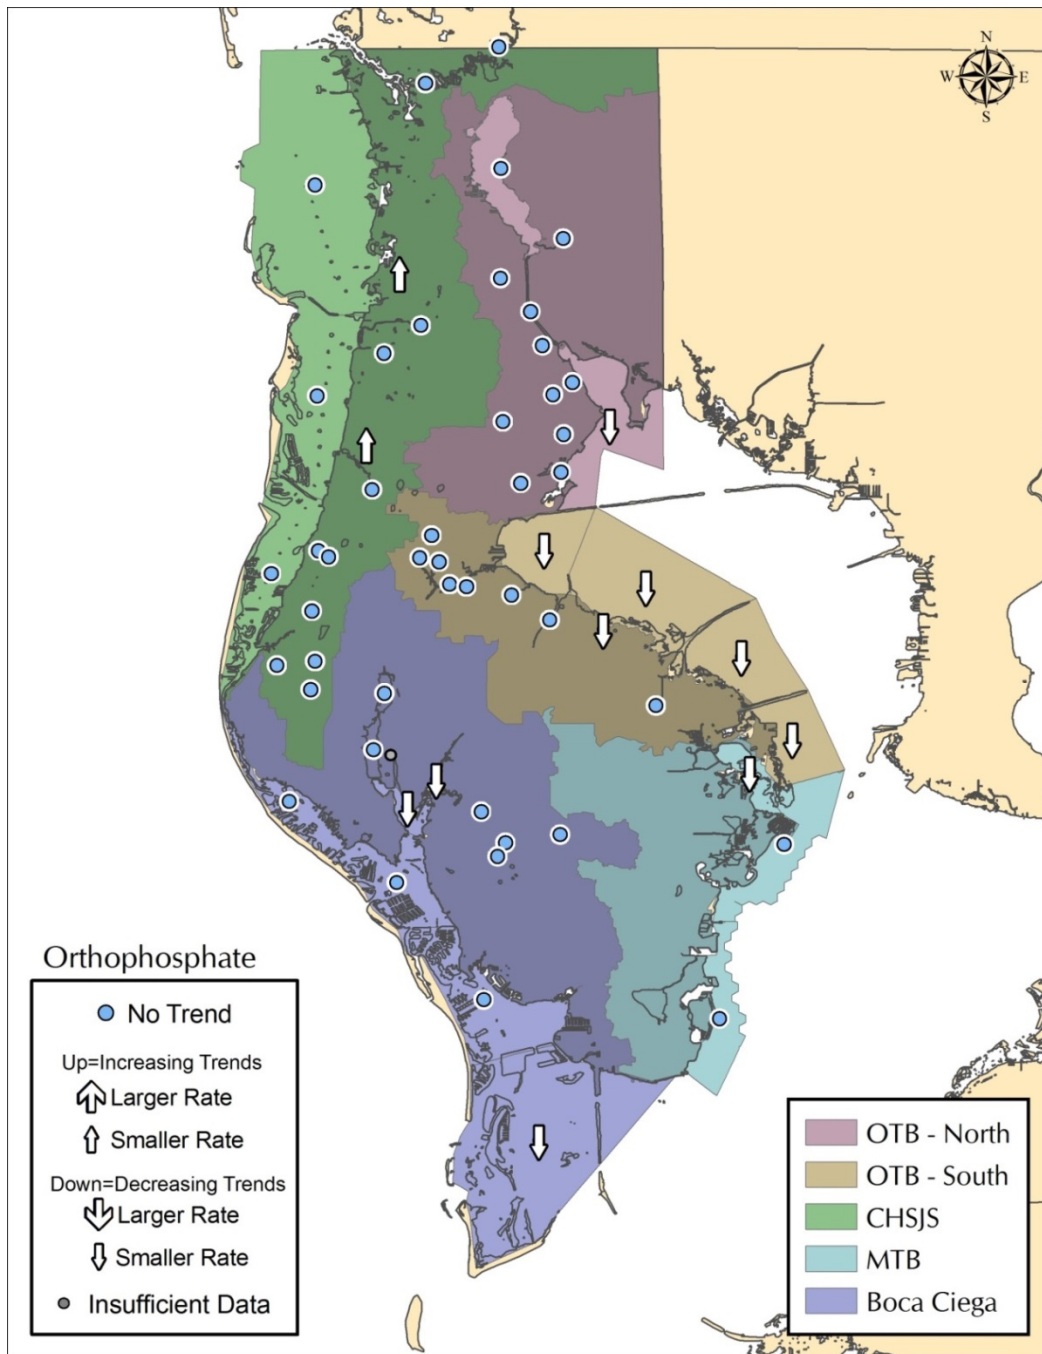 N
W E
S
Orthophosphate
No Trend
Up=Increasing Trends
Larger Rate
Smaller Rate
Down=Decreasing Trends
Larger Rate
Smaller Rate
Insufficient Data
OTB - North
OTB - South
CHSJS
MTB
Boca Ciega